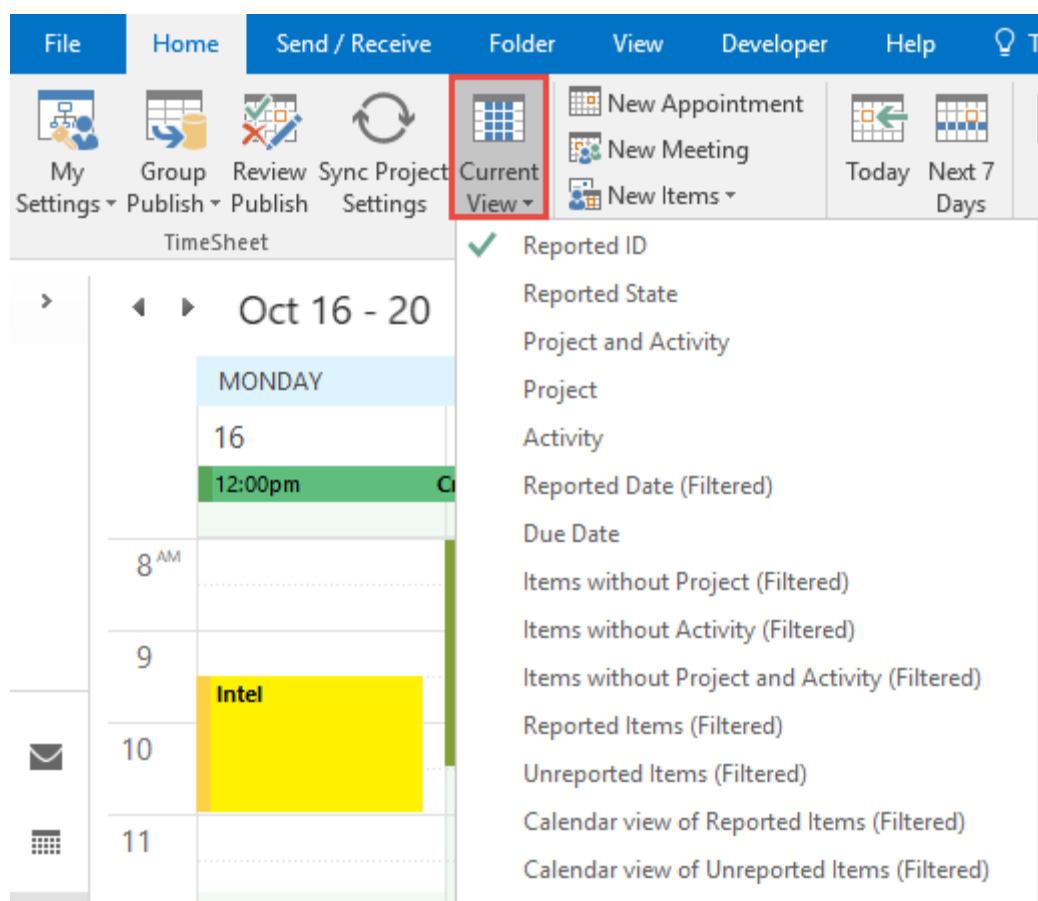 File Home Send / Receive Folder View Developer Help
My Settings
Group Publish
Review Publish
Sync Project Settings
Current View
New Appointment
New Meeting
New Items
Today
Next 7 Days
TimeSheet
Reported ID
Reported State
Project and Activity
Project
Activity
Reported Date (Filtered)
Due Date
Items without Project (Filtered)
Items without Activity (Filtered)
Items without Project and Activity (Filtered)
Reported Items (Filtered)
Unreported Items (Filtered)
Calendar view of Reported Items (Filtered)
Calendar view of Unreported Items (Filtered)
Oct 16 - 20
MONDAY
16
12:00pm
8 AM
9
Intel
10
11